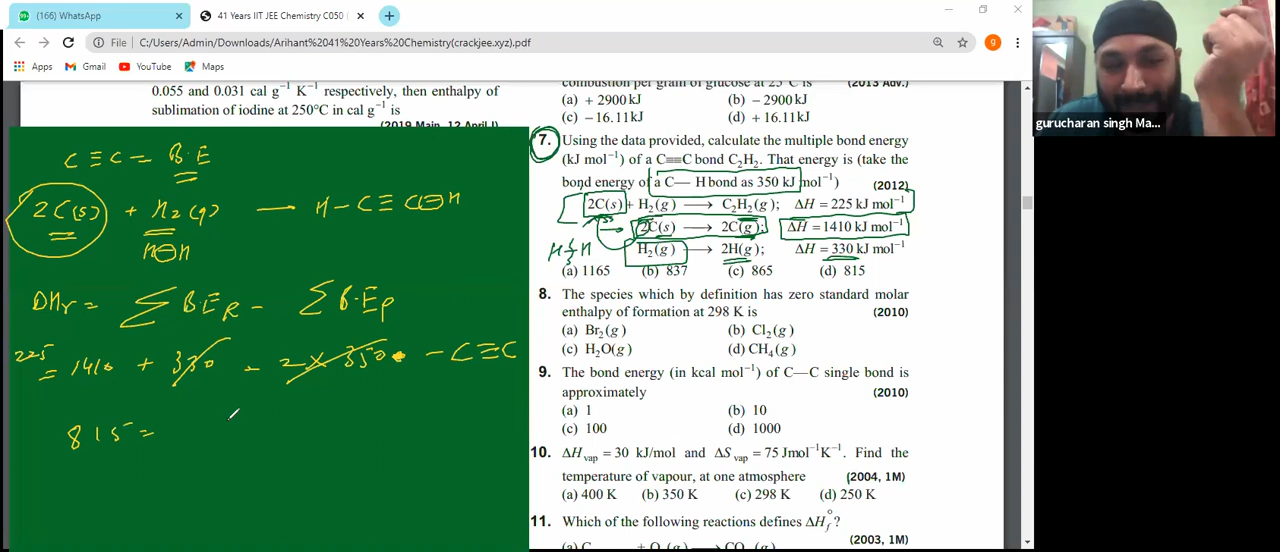 (166) WhatsApp
41 Years IIT JEE Chemistry C050
File C:/Users/Admin/Downloads/Arihant%2041%20Years%20Chemistry(crackjee.xyz).pdf
Apps Gmail YouTube Maps
0.055 and 0.031 cal g⁻¹ K⁻¹ respectively, then enthalpy of
sublimation of iodine at 250°C in cal g⁻¹ is
(2019 Main, 12 April I)
C≡C = B.E
2C(s) + H₂(g) — H-C≡C-H
H-H
ΔHr = ∑B.E_R - ∑B.E_P
225 = 1410 + 330 - 2×350 - C≡C
815 =
combustion per gram of glucose at 25°C is (2013 Adv.)
(a) + 2900 kJ (b) − 2900 kJ
(c) − 16.11 kJ (d) + 16.11 kJ
7. Using the data provided, calculate the multiple bond energy
(kJ mol⁻¹) of a C≡≡C bond C₂H₂. That energy is (take the
bond energy of a C— H bond as 350 kJ mol⁻¹)
(2012)
2C(s) + H₂(g) ⟶ C₂H₂(g); ΔH = 225 kJ mol⁻¹
2C(s) ⟶ 2C(g); ΔH = 1410 kJ mol⁻¹
H-H
H₂(g) ⟶ 2H(g); ΔH = 330 kJ mol⁻¹
(a) 1165 (b) 837 (c) 865 (d) 815
8. The species which by definition has zero standard molar
enthalpy of formation at 298 K is (2010)
(a) Br₂(g) (b) Cl₂(g)
(c) H₂O(g) (d) CH₄(g)
9. The bond energy (in kcal mol⁻¹) of C—C single bond is
approximately (2010)
(a) 1 (b) 10
(c) 100 (d) 1000
10. ΔH vap = 30 kJ/mol and ΔS vap = 75 Jmol⁻¹K⁻¹. Find the
temperature of vapour, at one atmosphere (2004, 1M)
(a) 400 K (b) 350 K (c) 298 K (d) 250 K
11. Which of the following reactions defines ΔH°f ?
(2003, 1M)
gurucharan singh Ma...
g